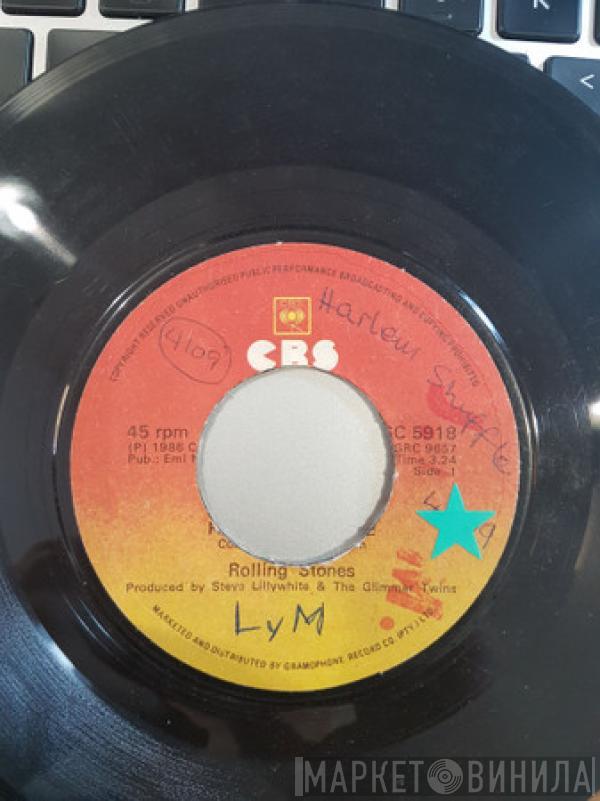 COPYRIGHT RESERVED UNAUTHORISED PUBLIC PERFORMANCE BROADCASTING AND COPYING PROHIBITED
CBS
4109
Harlem Shuffle
45 rpm
SC 5918
(P) 1986 C
GRC 9657
Pub.: Emi
Time 3.24
Side 1
Rolling Stones
Produced by Steve Lillywhite & The Glimmer Twins
LyM
MARKETED AND DISTRIBUTED BY GRAMOPHONE RECORD CO. (PTY.) LTD.
МАРКЕТ ВИНИЛА